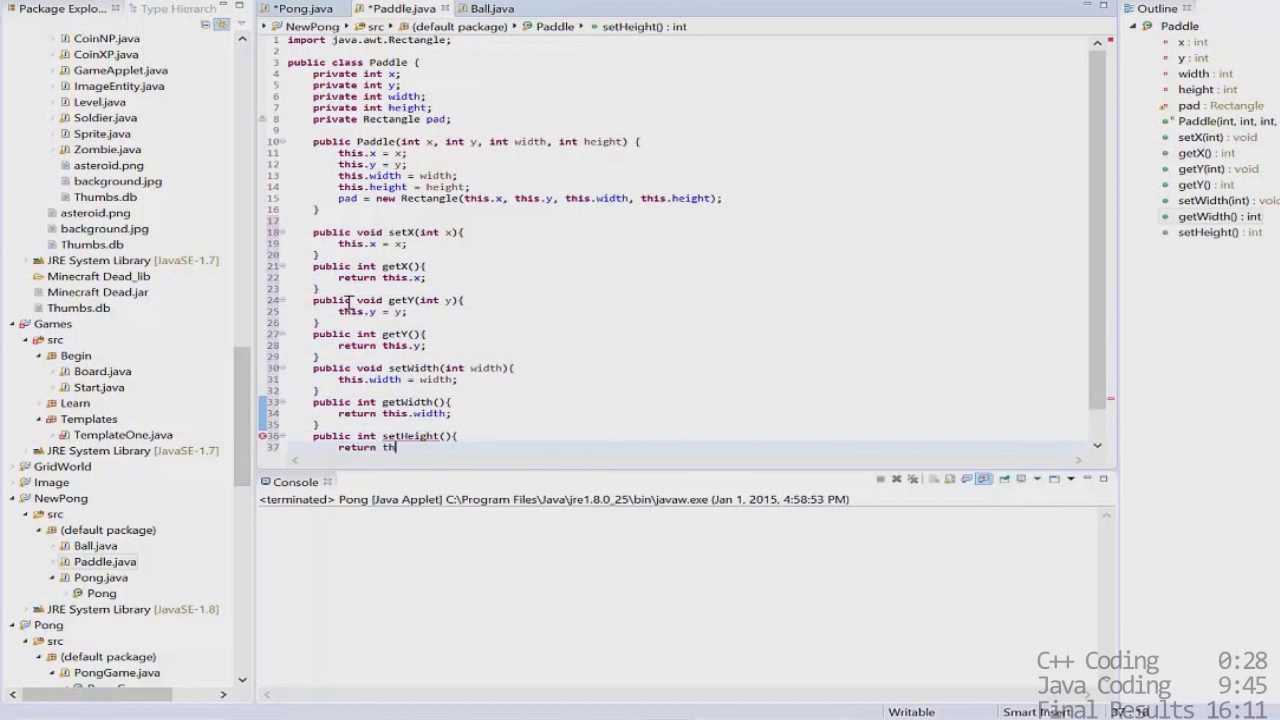 Package Explo...
Type Hierarch
CoinNP.java
CoinXP.java
GameApplet.java
ImageEntity.java
Level.java
Soldier.java
Sprite.java
Zombie.java
asteroid.png
background.jpg
Thumbs.db
asteroid.png
background.jpg
Thumbs.db
JRE System Library [JavaSE-1.7]
Minecraft Dead_lib
Minecraft Dead.jar
Thumbs.db
Games
src
Begin
Board.java
Start.java
Learn
Templates
TemplateOne.java
JRE System Library [JavaSE-1.7]
GridWorld
Image
NewPong
src
(default package)
Ball.java
Paddle.java
Pong.java
Pong
JRE System Library [JavaSE-1.8]
Pong
src
(default package)
PongGame.java
*Pong.java
*Paddle.java
Ball.java
NewPong
src
(default package)
Paddle
setHeight() : int
1 import java.awt.Rectangle;
2
3 public class Paddle {
4 private int x;
5 private int y;
6 private int width;
7 private int height;
8 private Rectangle pad;
9
10 public Paddle(int x, int y, int width, int height) {
11 this.x = x;
12 this.y = y;
13 this.width = width;
14 this.height = height;
15 pad = new Rectangle(this.x, this.y, this.width, this.height);
16 }
17
18 public void setX(int x){
19 this.x = x;
20 }
21 public int getX(){
22 return this.x;
23 }
24 public void getY(int y){
25 this.y = y;
26 }
27 public int getY(){
28 return this.y;
29 }
30 public void setWidth(int width){
31 this.width = width;
32 }
33 public int getWidth(){
34 return this.width;
35 }
36 public int setHeight(){
37 return th
Console
<terminated> Pong [Java Applet] C:\Program Files\Java\jre1.8.0_25\bin\javaw.exe (Jan 1, 2015, 4:58:53 PM)
Outline
Paddle
x : int
y : int
width : int
height : int
pad : Rectangle
Paddle(int, int, int,
setX(int) : void
getX() : int
getY(int) : void
getY() : int
setWidth(int) : void
getWidth() : int
setHeight() : int
C++ Coding 0:28
Java Coding 9:45
Final Results 16:11
Writable
Smart Insert